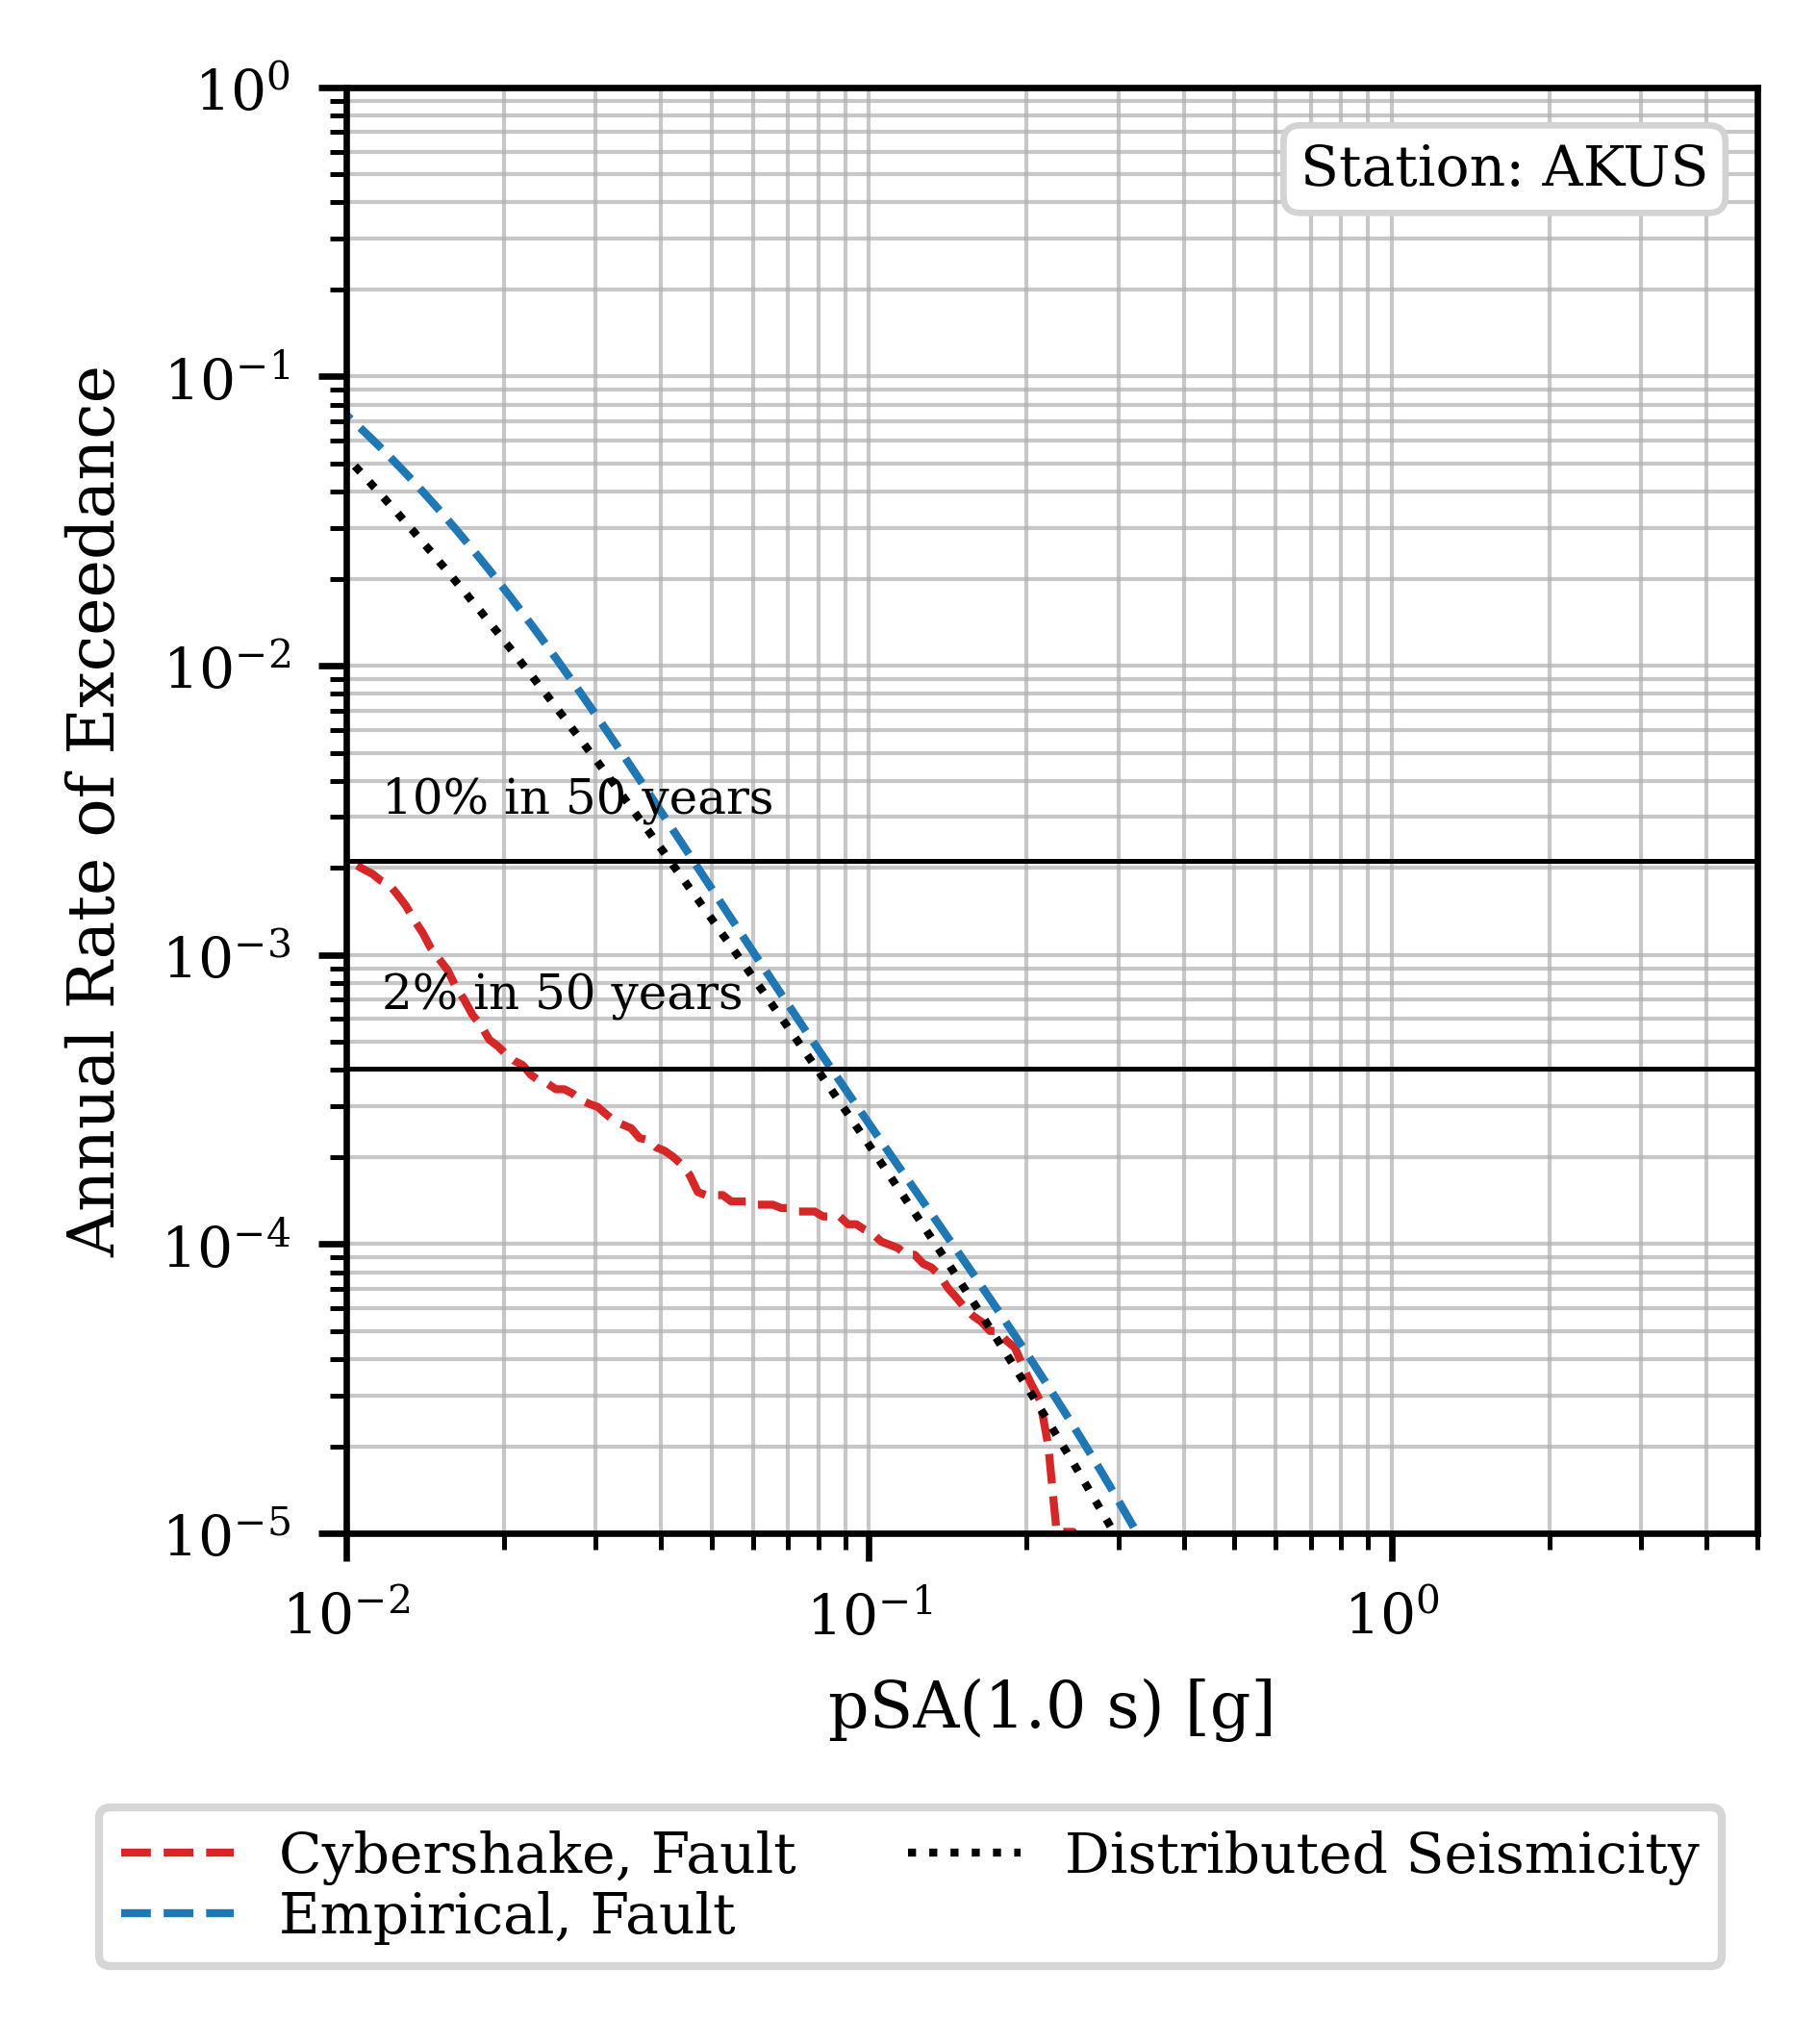 10⁰
Station: AKUS
10⁻¹
10⁻²
10% in 50 years
10⁻³
2% in 50 years
10⁻⁴
10⁻⁵
Annual Rate of Exceedance
10⁻² 10⁻¹ 10⁰
pSA(1.0 s) [g]
Cybershake, Fault
Empirical, Fault
Distributed Seismicity